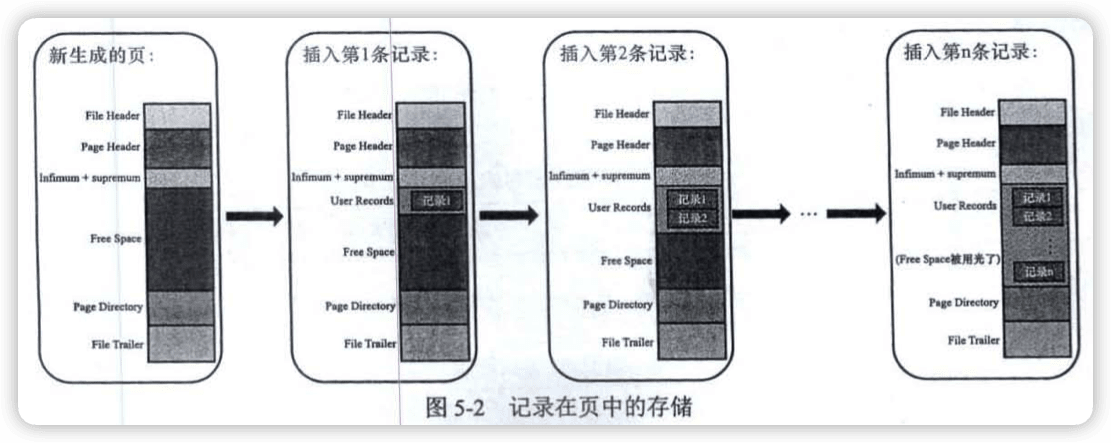 新生成的页:
File Header
Page Header
Infimum + supremum
Free Space
Page Directory
File Trailer
插入第1条记录:
File Header
Page Header
Infimum + supremum
User Records
记录1
Free Space
Page Directory
File Trailer
插入第2条记录:
File Header
Page Header
Infimum + supremum
User Records
记录1
记录2
Free Space
Page Directory
File Trailer
...
插入第n条记录:
File Header
Page Header
Infimum + supremum
User Records
记录1
记录2
⋮
(Free Space被用光了)
记录n
Page Directory
File Trailer
图 5-2 记录在页中的存储